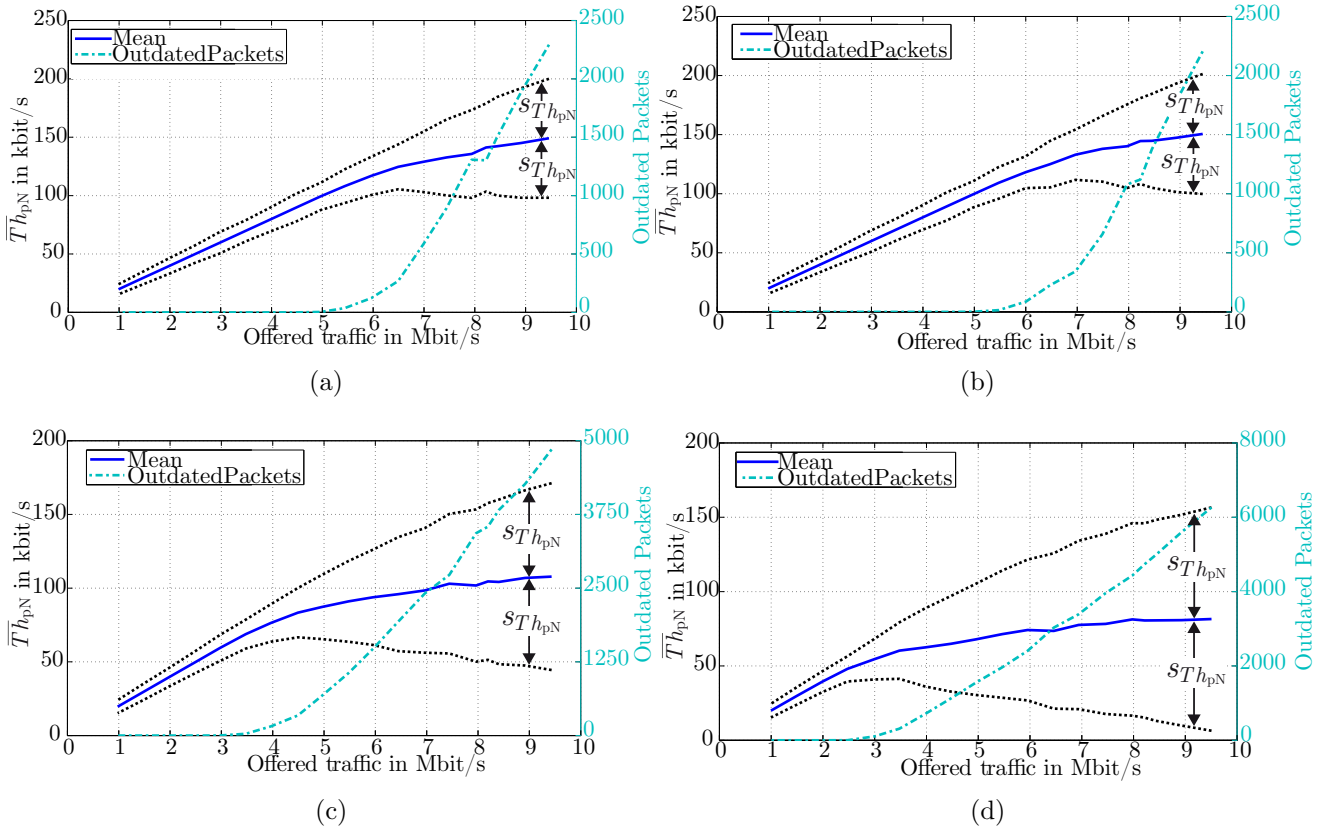 250
200
150
100
50
0
T̅h̅pN in kbit/s
Mean
OutdatedPackets
sThpN
sThpN
2500
2000
1500
1000
500
0
Outdated Packets
0 1 2 3 4 5 6 7 8 9 10
Offered traffic in Mbit/s
(a)
250
200
150
100
50
0
T̅h̅pN in kbit/s
Mean
OutdatedPackets
sThpN
sThpN
2500
2000
1500
1000
500
0
Outdated Packets
0 1 2 3 4 5 6 7 8 9 10
Offered traffic in Mbit/s
(b)
200
150
100
50
0
T̅h̅pN in kbit/s
Mean
OutdatedPackets
sThpN
sThpN
5000
3750
2500
1250
0
Outdated Packets
0 1 2 3 4 5 6 7 8 9 10
Offered traffic in Mbit/s
(c)
200
150
100
50
0
T̅h̅pN in kbit/s
Mean
OutdatedPackets
sThpN
sThpN
8000
6000
4000
2000
0
Outdated Packets
0 1 2 3 4 5 6 7 8 9 10
Offered traffic in Mbit/s
(d)